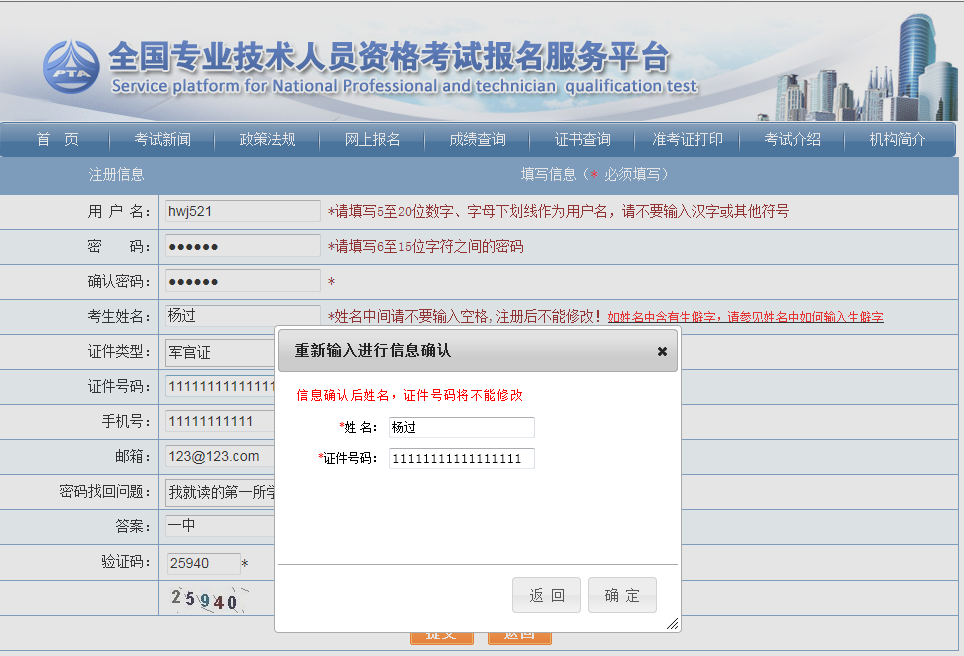 PTA
全国专业技术人员资格考试报名服务平台
Service platform for National Professional and technician qualification test
首 页 考试新闻 政策法规 网上报名 成绩查询 证书查询 准考证打印 考试介绍 机构简介
注册信息 填写信息（* 必须填写）
用 户 名： hwj521 *请填写5至20位数字、字母下划线作为用户名，请不要输入汉字或其他符号
密 码： ●●●●●● *请填写6至15位字符之间的密码
确认密码： ●●●●●● *
考生姓名： 杨过 *姓名中间请不要输入空格,注册后不能修改！如姓名中含有生僻字，请参见姓名中如何输入生僻字
证件类型： 军官证
证件号码： 11111111111111
手机号： 11111111111
邮箱： 123@123.com
密码找回问题： 我就读的第一所学
答案： 一中
验证码： 25940 *
25940
提交 返回
重新输入进行信息确认 ✖
信息确认后姓名，证件号码将不能修改
*姓 名： 杨过
*证件号码： 11111111111111111
返 回 确 定